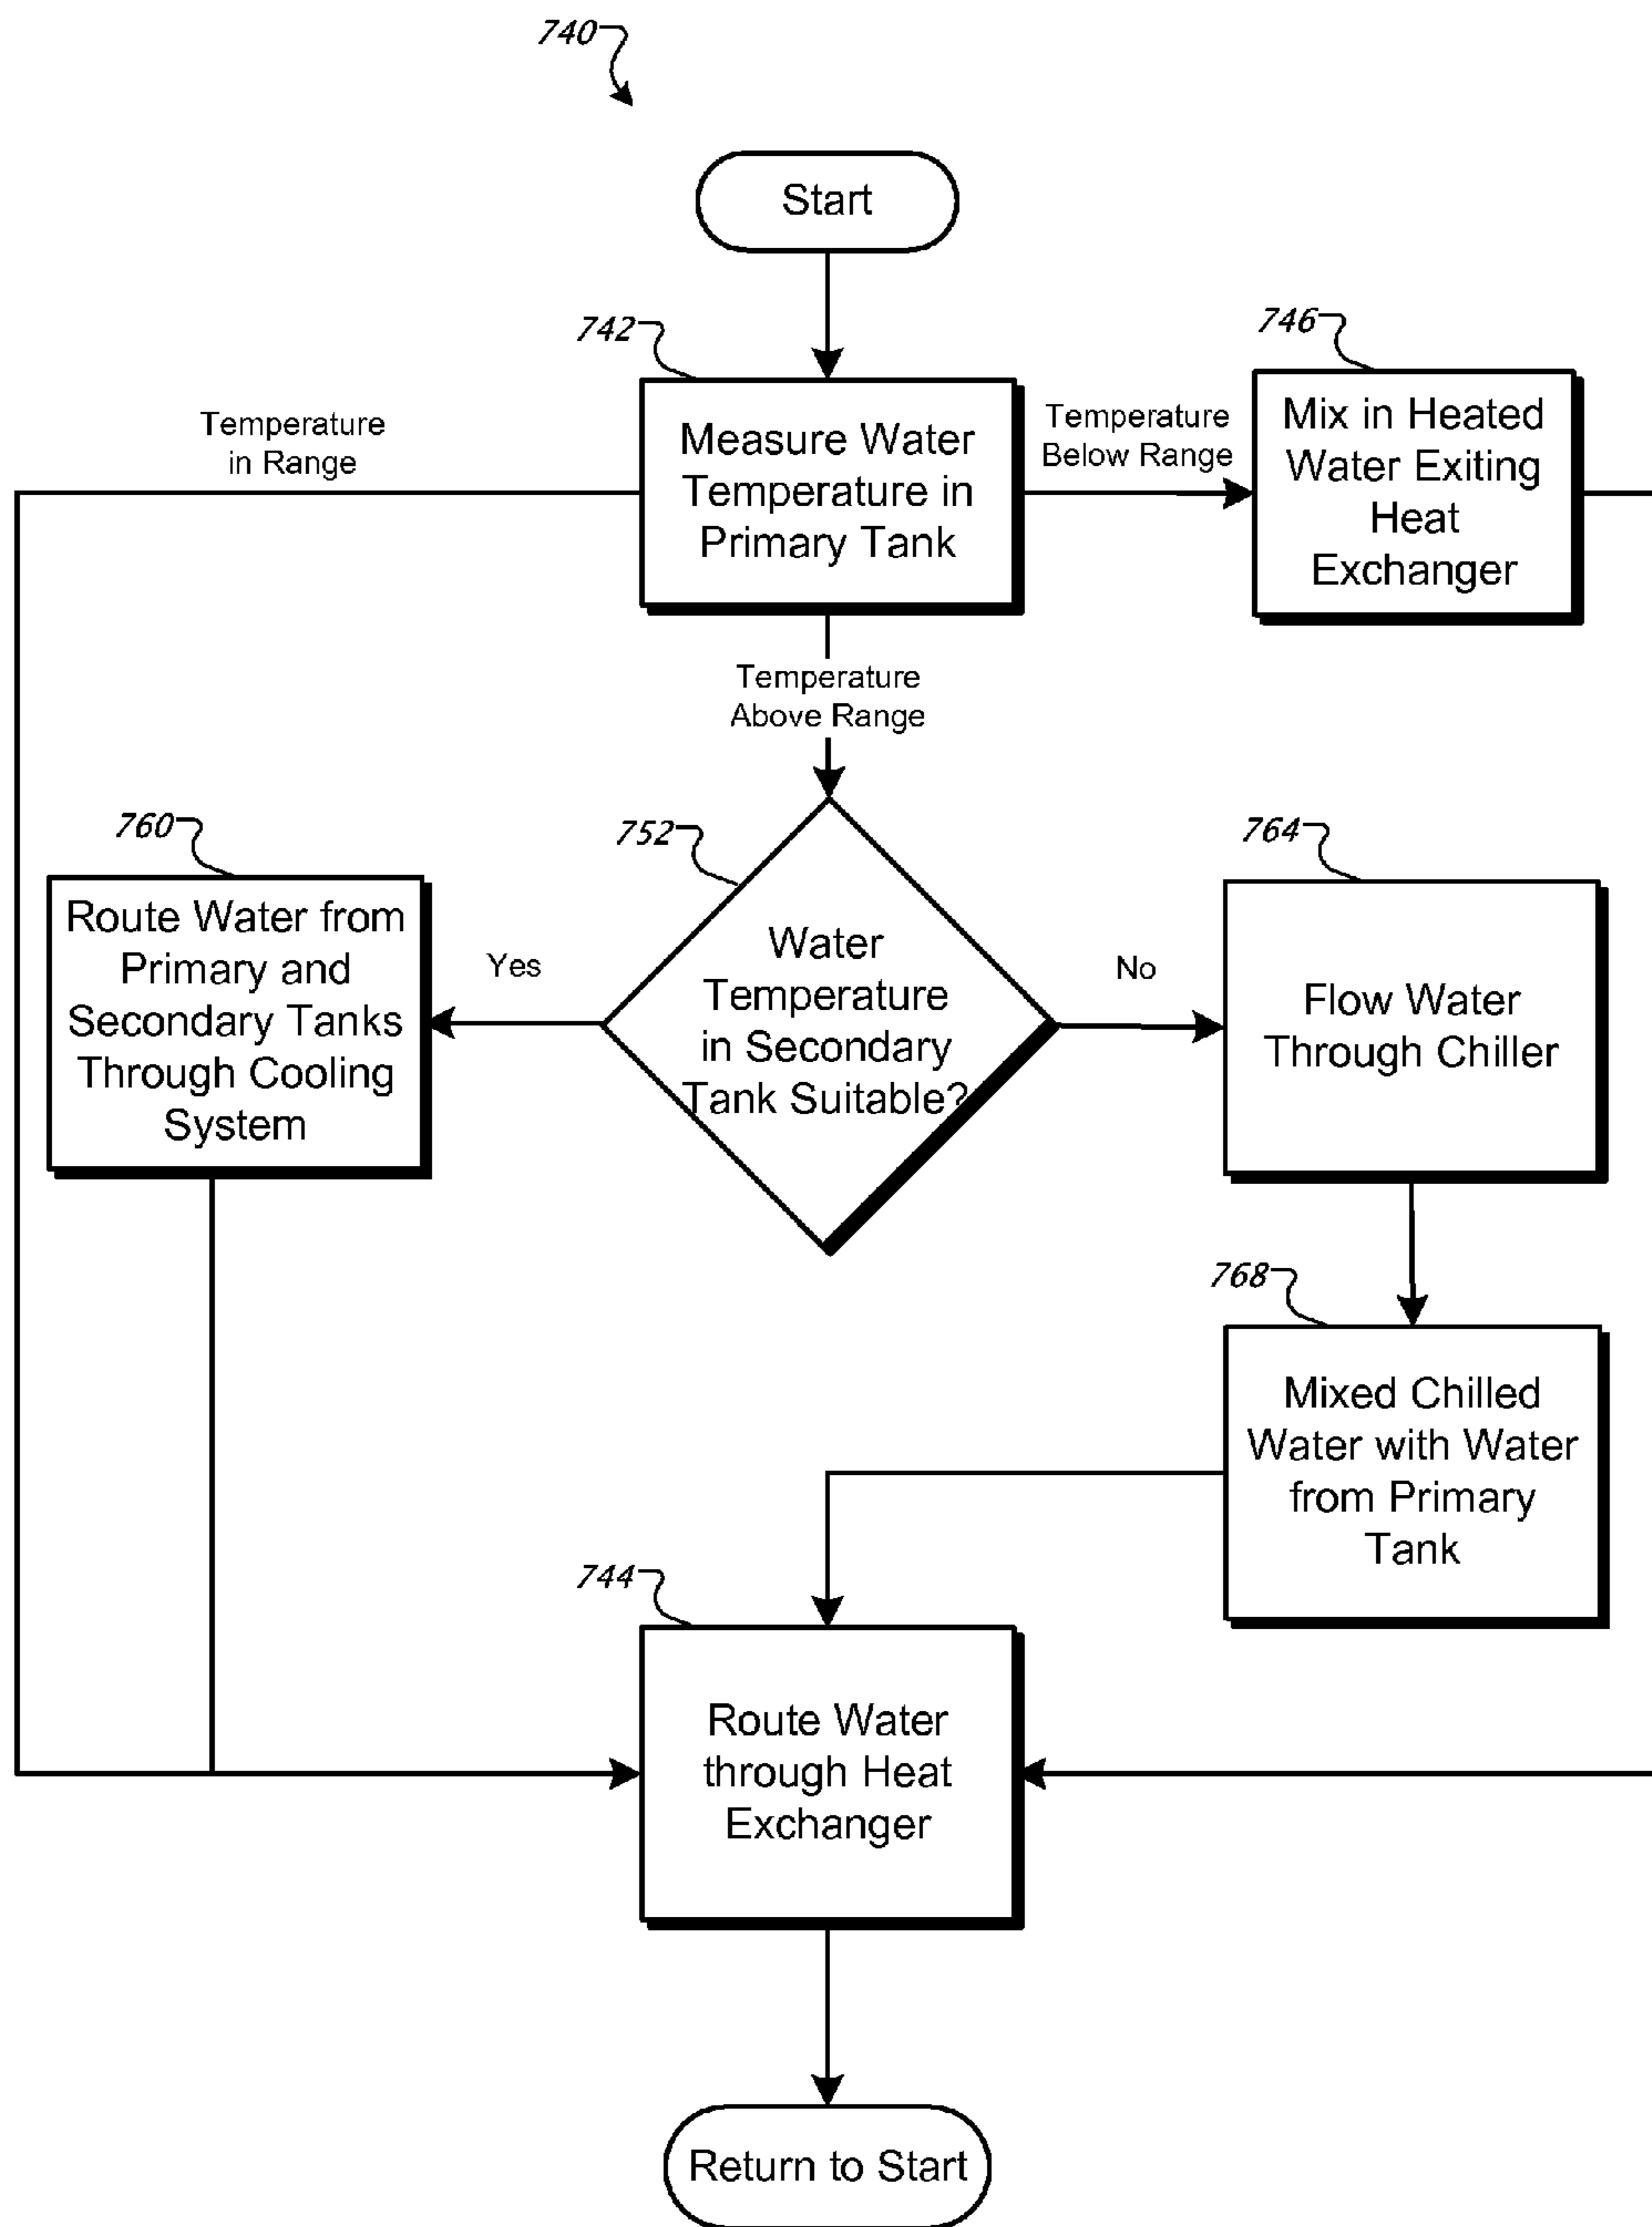 740
Start
742
746
Temperature
in Range
Measure Water
Temperature in
Primary Tank
Temperature
Below Range
Mix in Heated
Water Exiting
Heat
Exchanger
Temperature
Above Range
760
752
764
Route Water from
Primary and
Secondary Tanks
Through Cooling
System
Yes
Water
Temperature
in Secondary
Tank Suitable?
No
Flow Water
Through Chiller
768
Mixed Chilled
Water with Water
from Primary
Tank
744
Route Water
through Heat
Exchanger
Return to Start